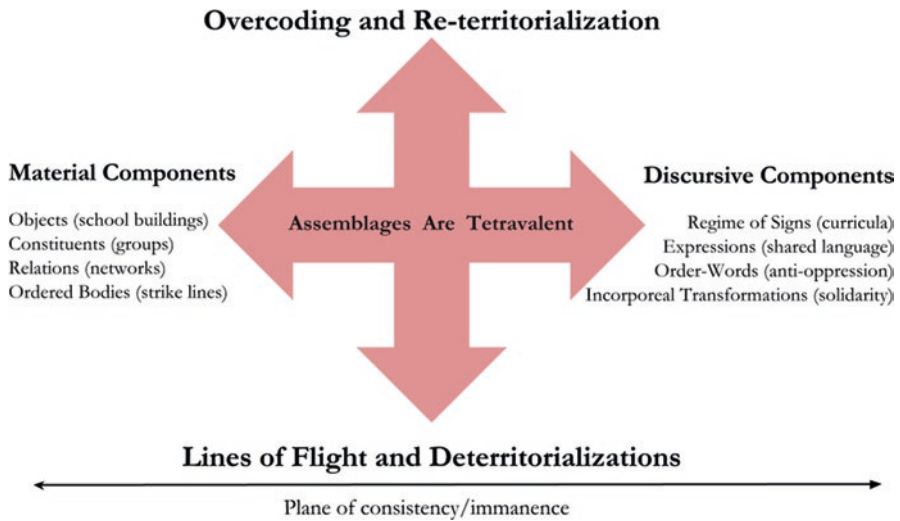 Overcoding and Re-territorialization
Material Components
Objects (school buildings)
Constituents (groups)
Relations (networks)
Ordered Bodies (strike lines)
Assemblages Are Tetravalent
Discursive Components
Regime of Signs (curricula)
Expressions (shared language)
Order-Words (anti-oppression)
Incorporeal Transformations (solidarity)
Lines of Flight and Deterritorializations
Plane of consistency/immanence